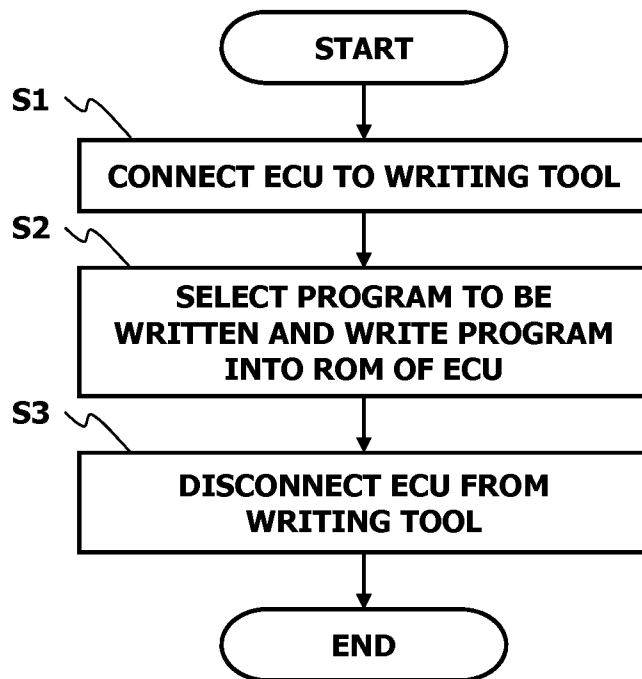 START
S1
CONNECT ECU TO WRITING TOOL
S2
SELECT PROGRAM TO BE
WRITTEN AND WRITE PROGRAM
INTO ROM OF ECU
S3
DISCONNECT ECU FROM
WRITING TOOL
END